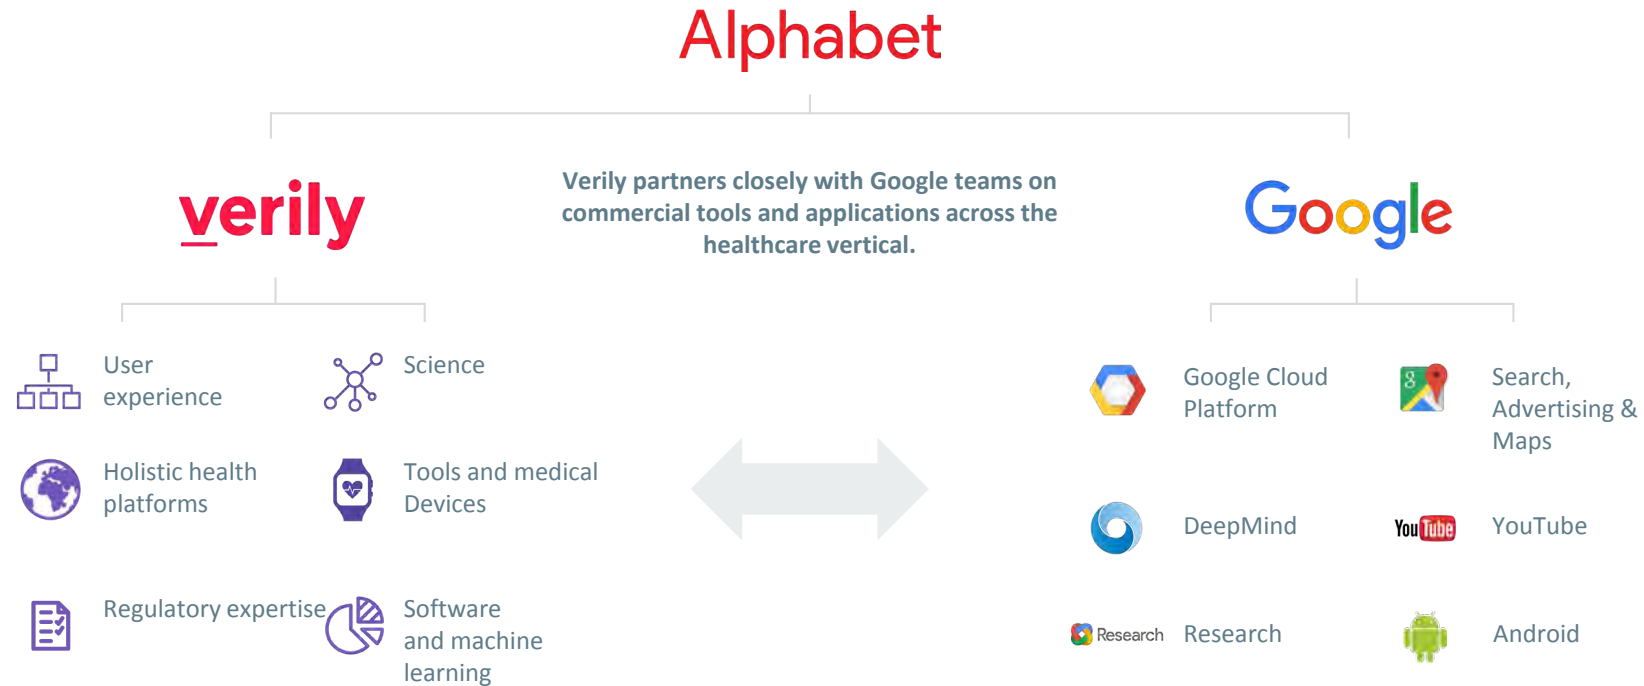 Alphabet
verily
Verily partners closely with Google teams on
commercial tools and applications across the
healthcare vertical.
Google
User
experience
Science
Holistic health
platforms
Tools and medical
Devices
Regulatory expertise
Software
and machine
learning
Google Cloud
Platform
g
Search,
Advertising &
Maps
DeepMind
YouTube
YouTube
Research
Research
Android